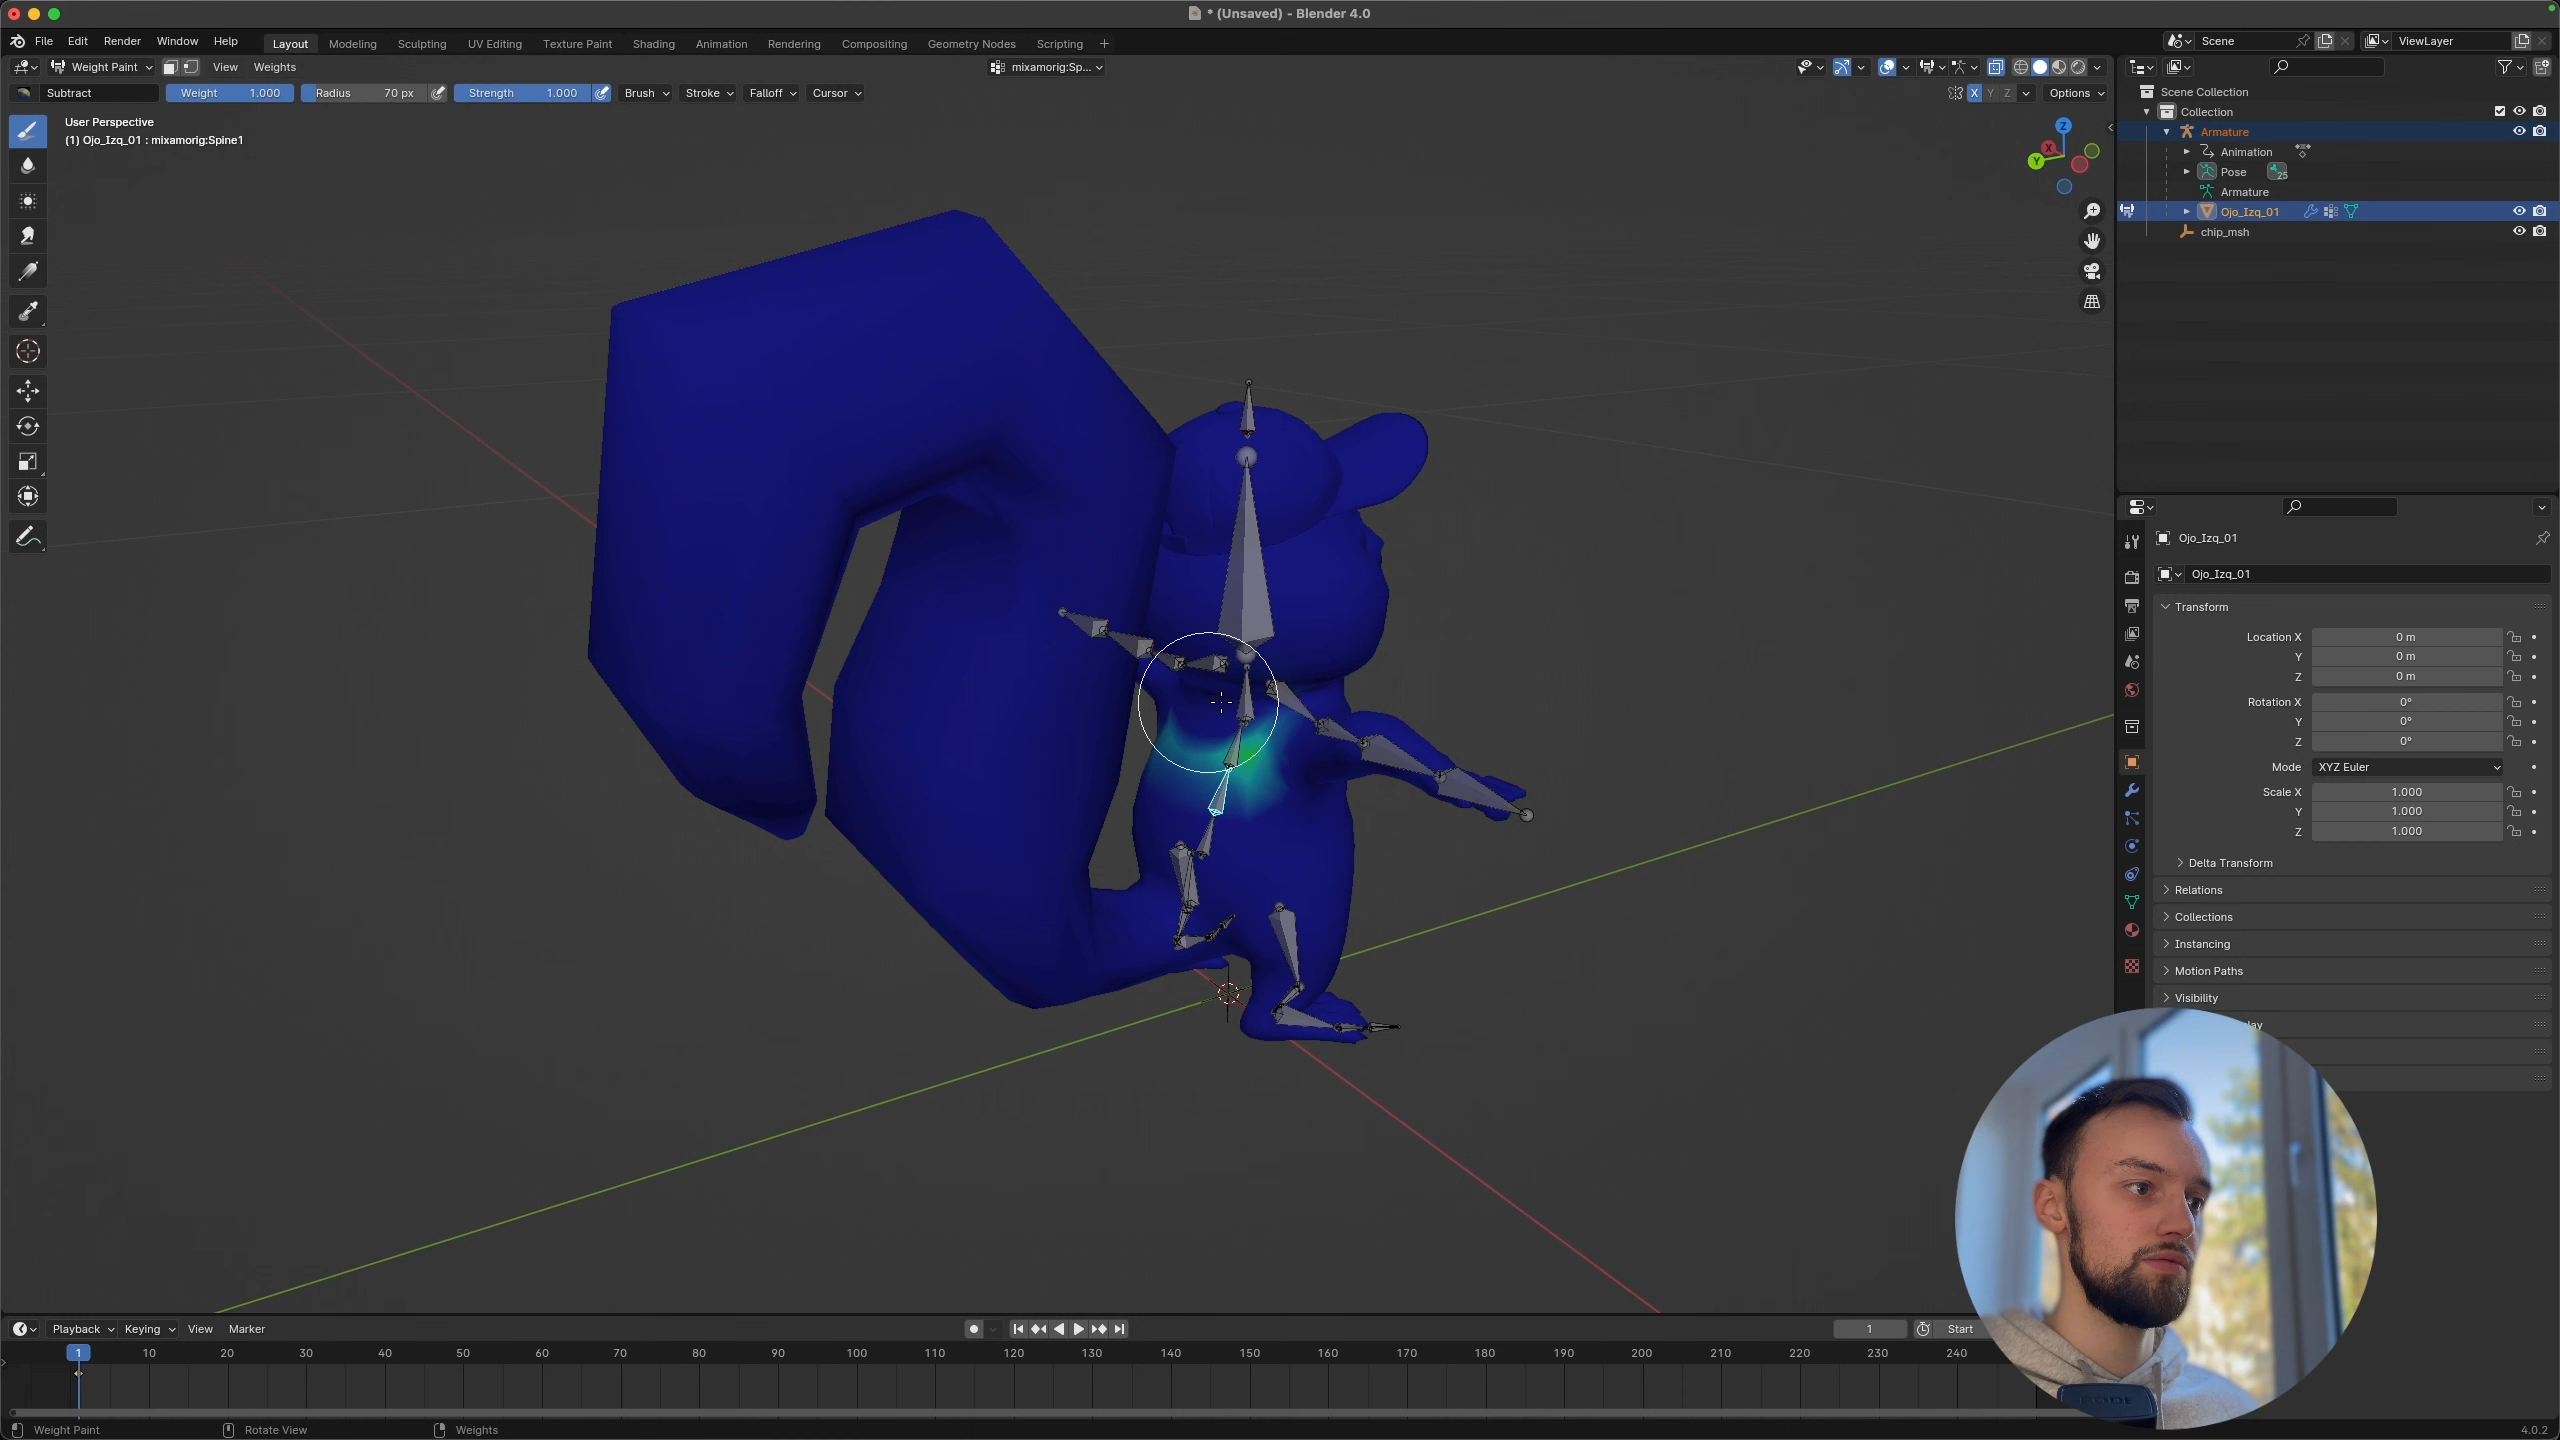 * (Unsaved) - Blender 4.0
File Edit Render Window Help Layout Modeling Sculpting UV Editing Texture Paint Shading Animation Rendering Compositing Geometry Nodes Scripting + Scene ViewLayer
Weight Paint View Weights mixamorig:Sp...
Subtract Weight 1.000 Radius 70 px Strength 1.000 Brush Stroke Falloff Cursor X Y Z Options
User Perspective
(1) Ojo_Izq_01 : mixamorig:Spine1
Z
X
Y
Scene Collection
Collection
Armature
Animation
Pose 25
Armature
Ojo_Izq_01
chip_msh
Ojo_Izq_01
Ojo_Izq_01
Transform
Location X 0 m
Y 0 m
Z 0 m
Rotation X 0°
Y 0°
Z 0°
Mode XYZ Euler
Scale X 1.000
Y 1.000
Z 1.000
Delta Transform
Relations
Collections
Instancing
Motion Paths
Visibility
Playback Keying View Marker 1 Start
1 10 20 30 40 50 60 70 80 90 100 110 120 130 140 150 160 170 180 190 200 210 220 230 240
Weight Paint Rotate View Weights 4.0.2